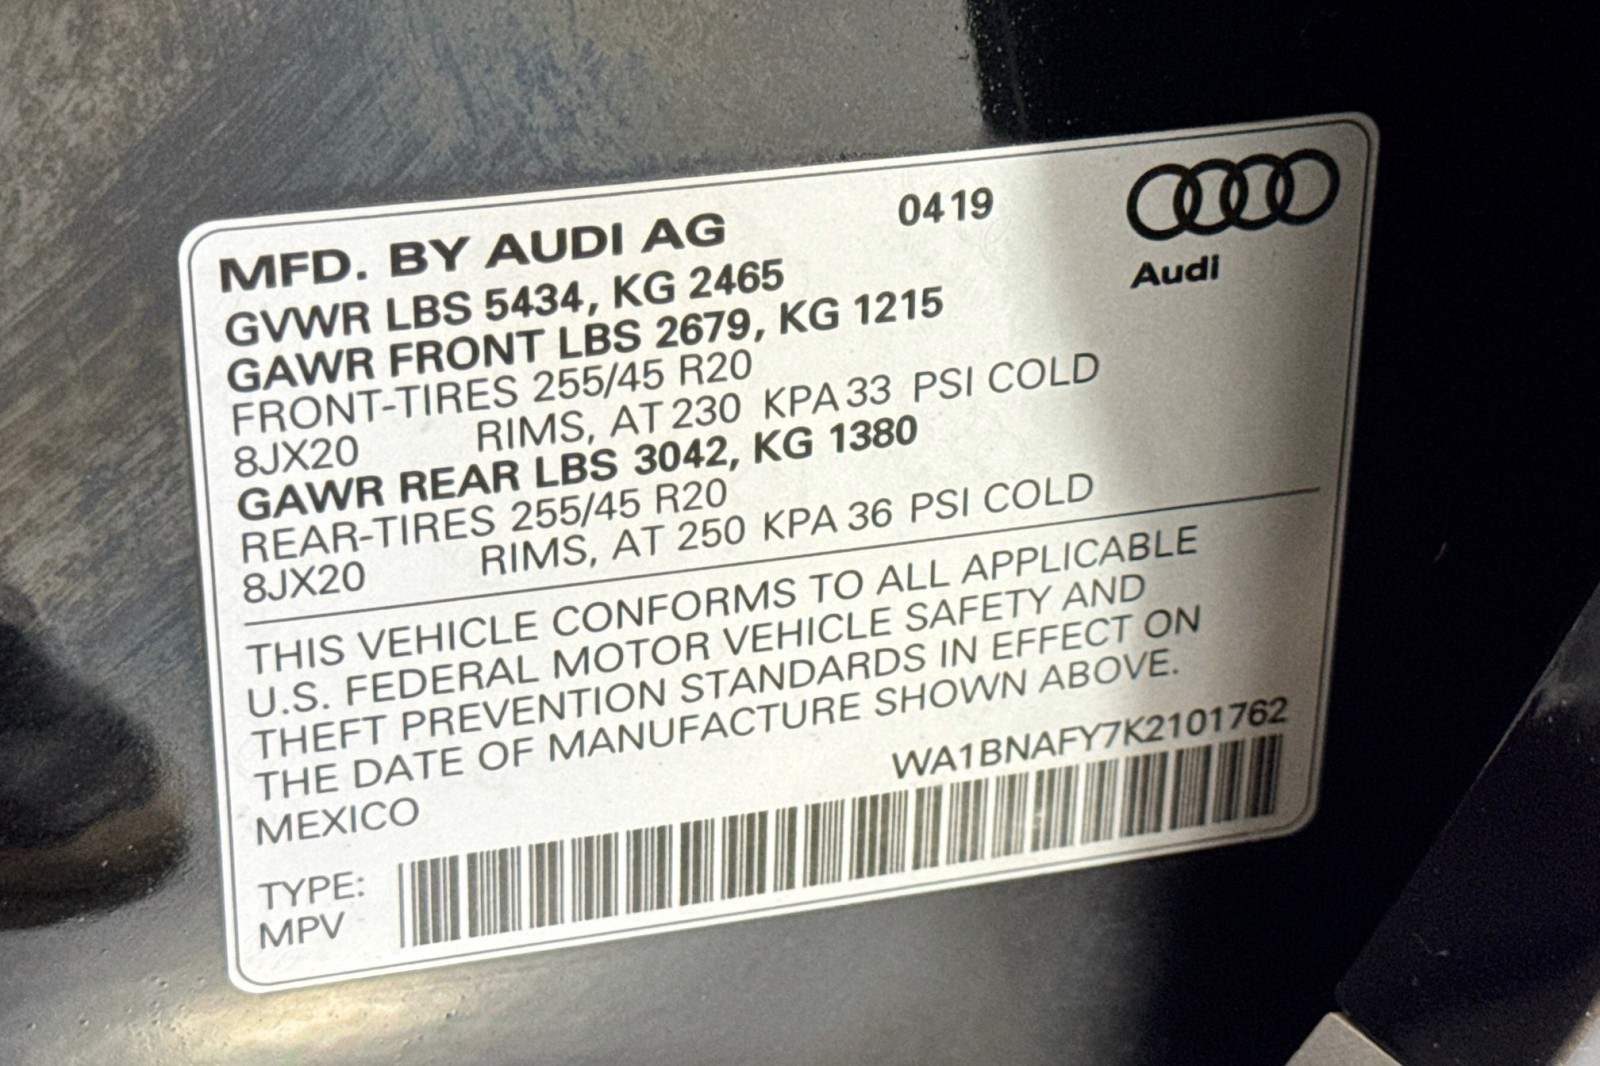 MFD. BY AUDI AG 0419
Audi
GVWR LBS 5434, KG 2465
GAWR FRONT LBS 2679, KG 1215
FRONT-TIRES 255/45 R20
8JX20 RIMS, AT 230 KPA 33 PSI COLD
GAWR REAR LBS 3042, KG 1380
REAR-TIRES 255/45 R20
8JX20 RIMS, AT 250 KPA 36 PSI COLD
THIS VEHICLE CONFORMS TO ALL APPLICABLE
U.S. FEDERAL MOTOR VEHICLE SAFETY AND
THEFT PREVENTION STANDARDS IN EFFECT ON
THE DATE OF MANUFACTURE SHOWN ABOVE.
MEXICO WA1BNAFY7K2101762
TYPE:
MPV